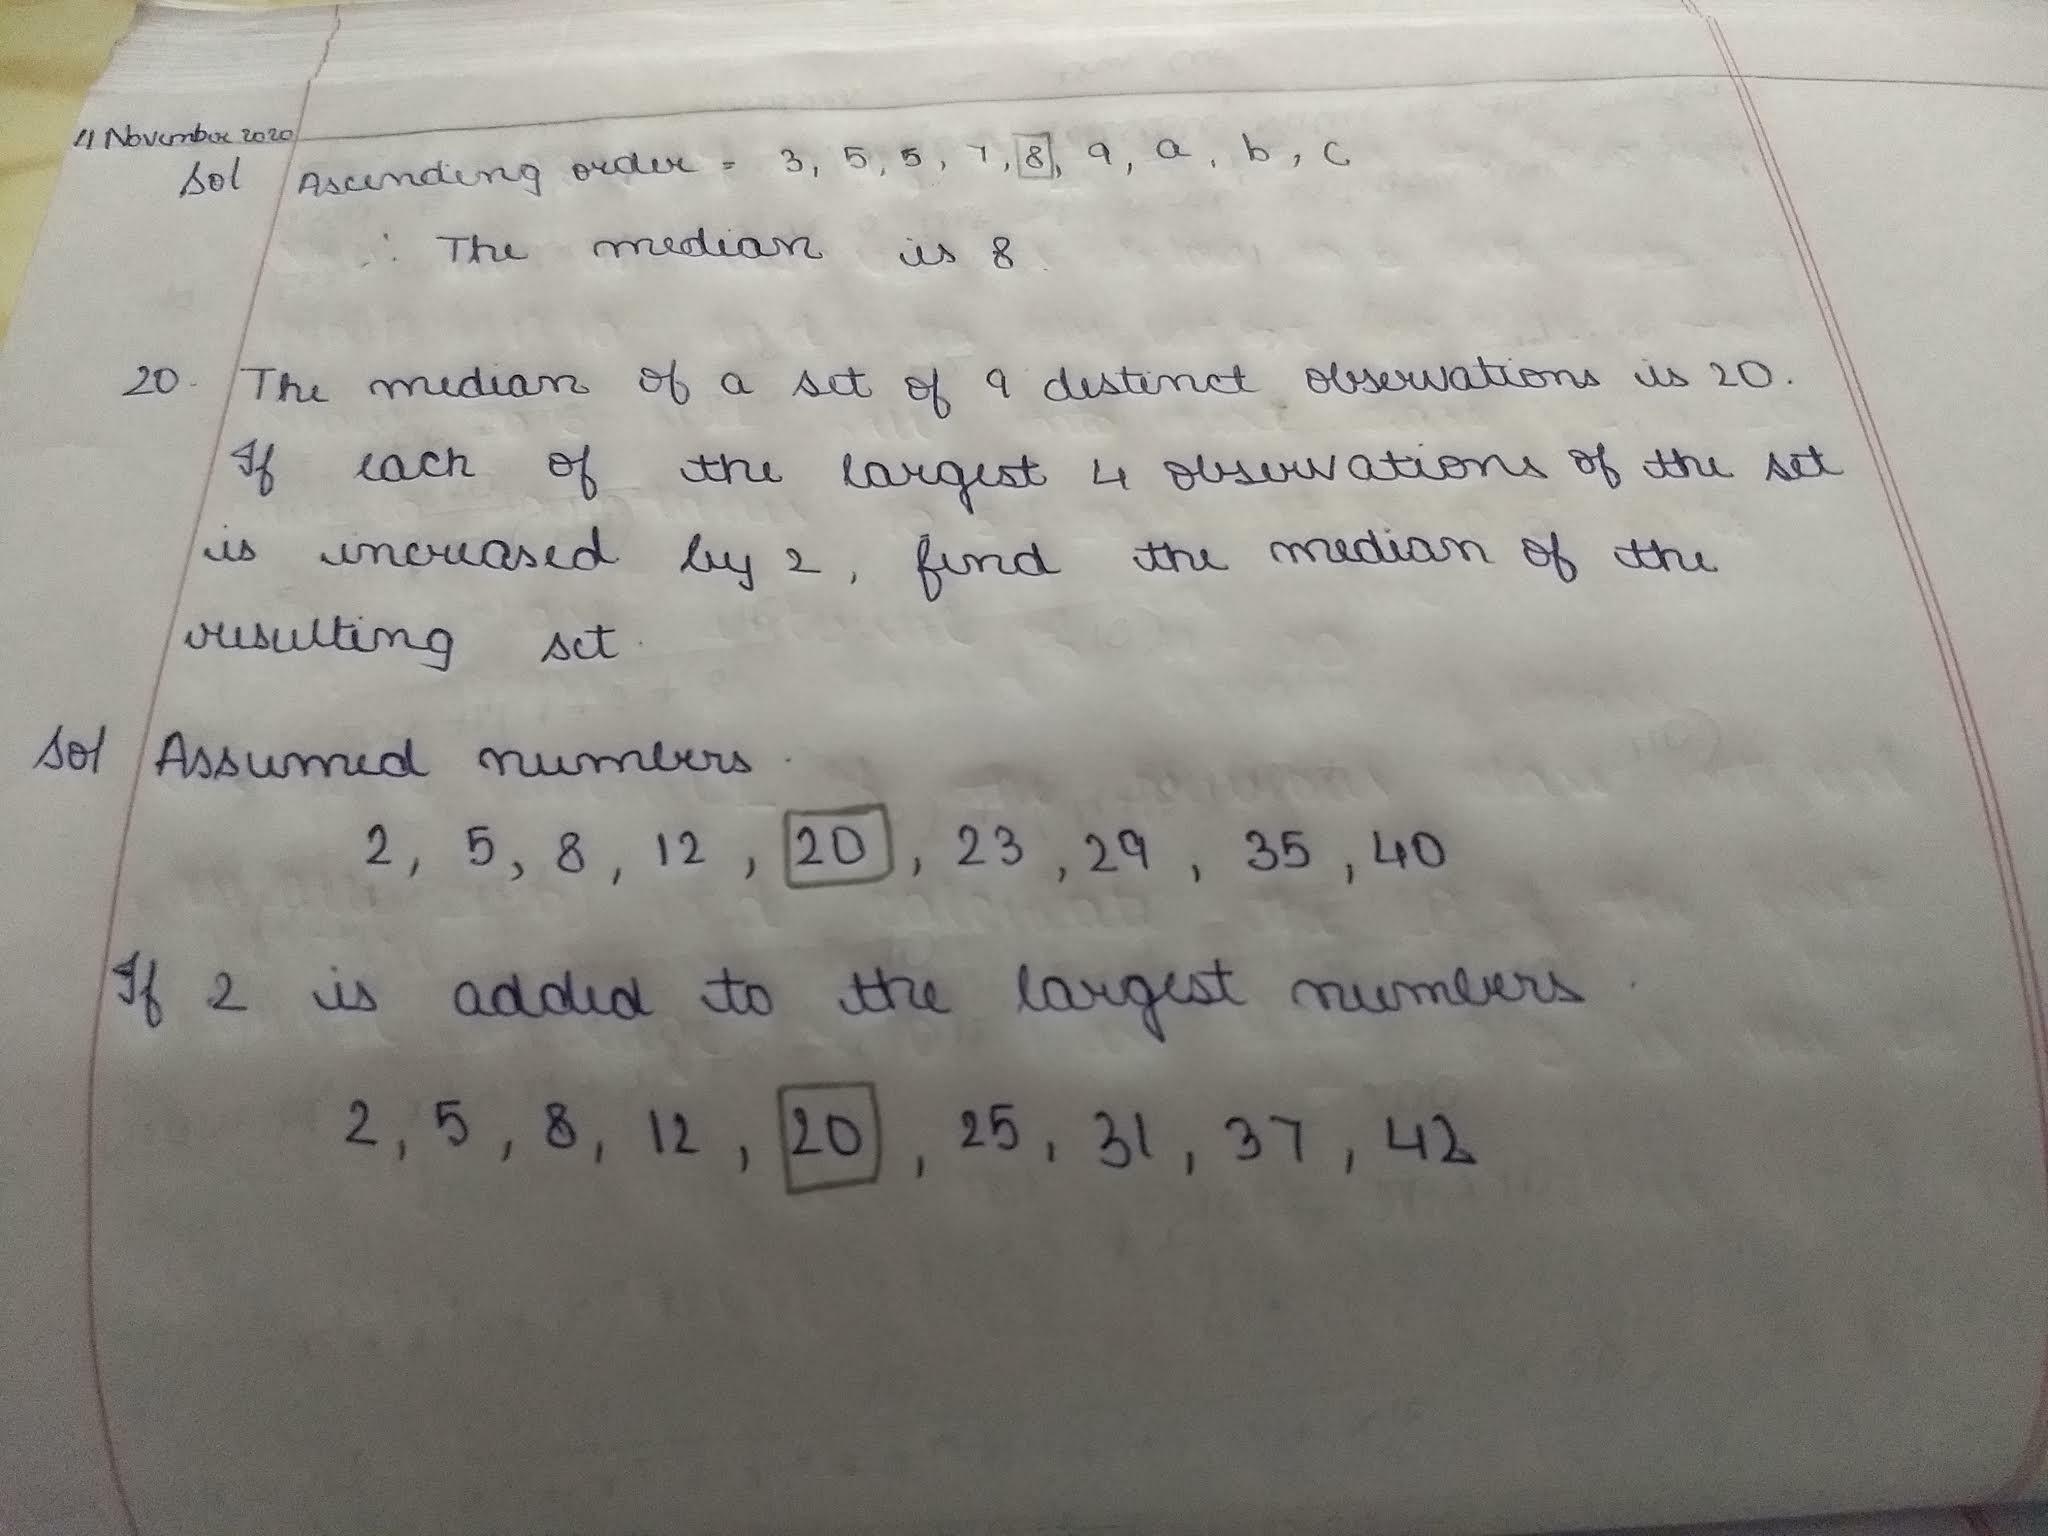 11 November 2020
Sol Ascending order = 3, 5, 5, 7, 8, 9, a, b, c
∴ The median is 8
20. The median of a set of 9 distinct observations is 20.
If each of the largest 4 observations of the set
is increased by 2, find the median of the
resulting set.
Sol Assumed numbers.
2, 5, 8, 12, 20, 23, 29, 35, 40
If 2 is added to the largest numbers.
2, 5, 8, 12, 20, 25, 31, 37, 42